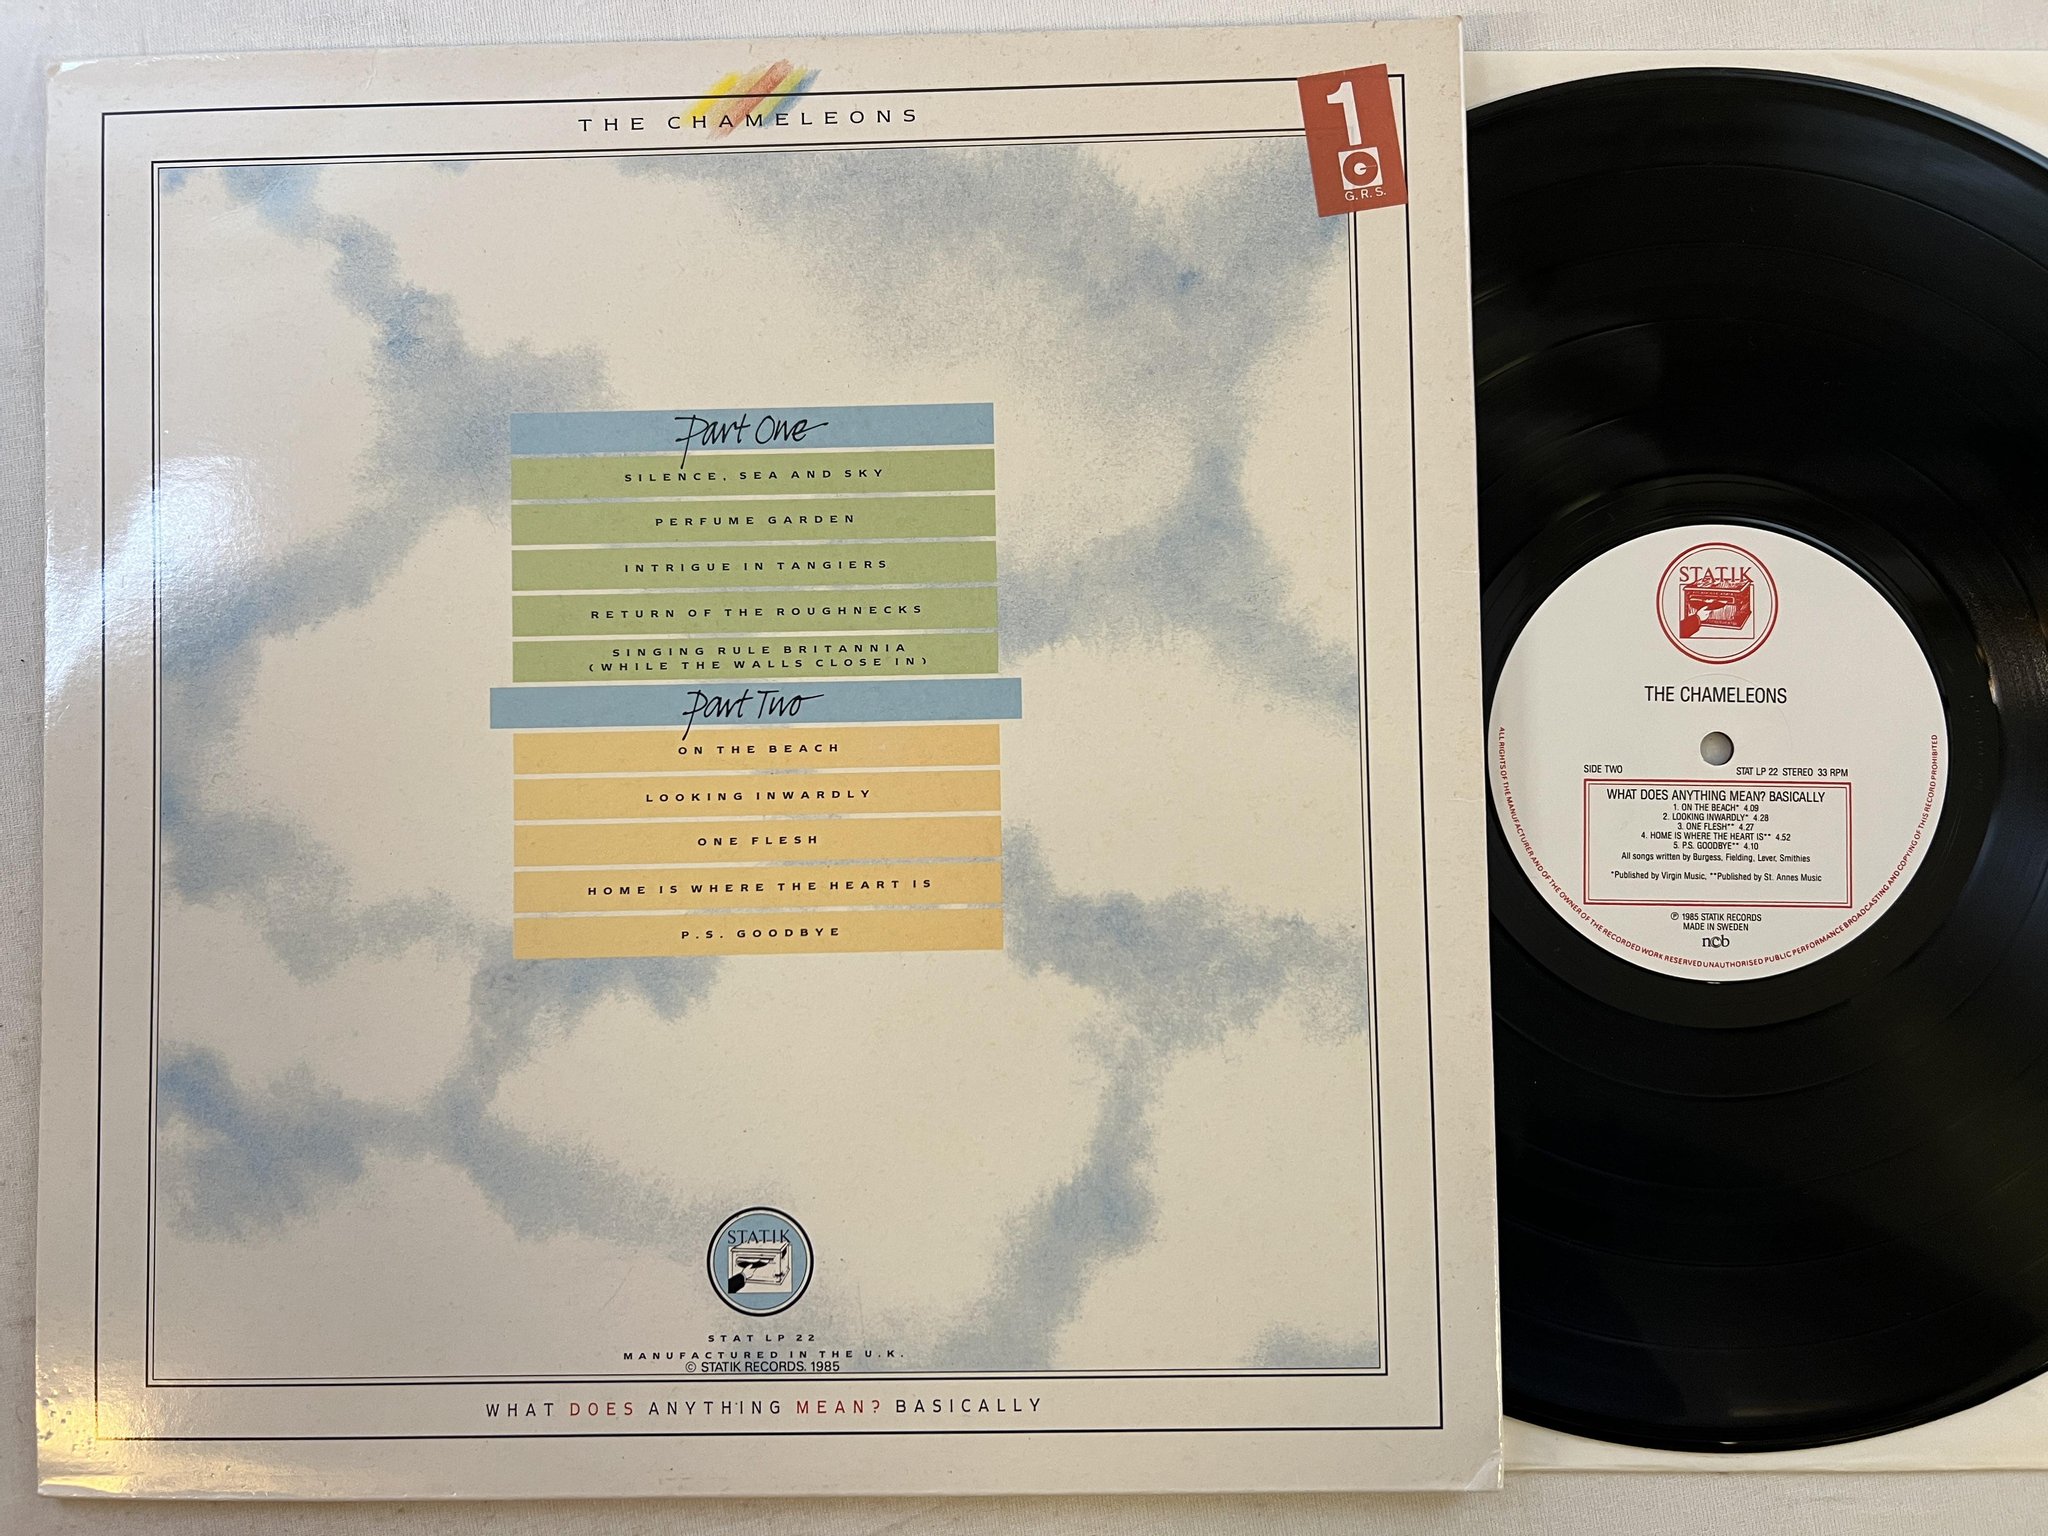 THE CHAMELEONS
1
G.R.S.
Part One
SILENCE, SEA AND SKY
PERFUME GARDEN
INTRIGUE IN TANGIERS
RETURN OF THE ROUGHNECKS
SINGING RULE BRITANNIA
(WHILE THE WALLS CLOSE IN)
Part Two
ON THE BEACH
LOOKING INWARDLY
ONE FLESH
HOME IS WHERE THE HEART IS
P.S. GOODBYE
STATIK
STAT LP 22
MANUFACTURED IN THE U.K.
© STATIK RECORDS. 1985
WHAT DOES ANYTHING MEAN? BASICALLY
STATIK
THE CHAMELEONS
SIDE TWO
STAT LP 22 STEREO 33 RPM
WHAT DOES ANYTHING MEAN? BASICALLY
1. ON THE BEACH* 4.09
2. LOOKING INWARDLY* 4:28
3. ONE FLESH** 4.27
4. HOME IS WHERE THE HEART IS** 4.52
5. P.S. GOODBYE** 4.10
All songs written by Burgess, Fielding, Lever, Smithies
*Published by Virgin Music, **Published by St. Annes Music
℗ 1985 STATIK RECORDS
MADE IN SWEDEN
ncb
ALL RIGHTS OF THE MANUFACTURER AND OF THE OWNER OF THE RECORDED WORK RESERVED UNAUTHORISED PUBLIC PERFORMANCE BROADCASTING AND COPYING OF THIS RECORD PROHIBITED